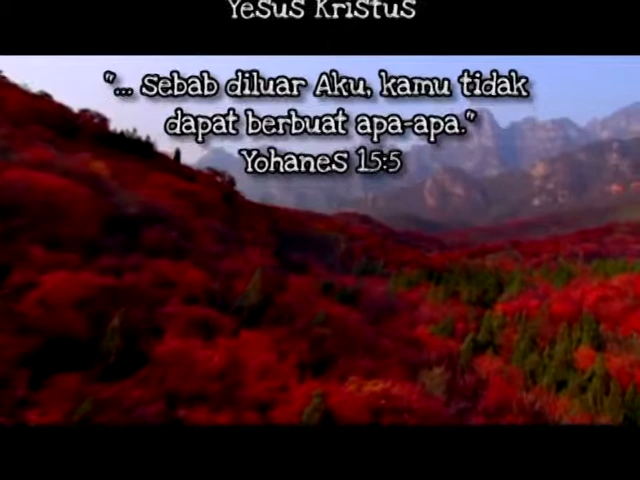 Yesus Kristus
"... sebab diluar Aku, kamu tidak
dapat berbuat apa-apa."
Yohanes 15:5